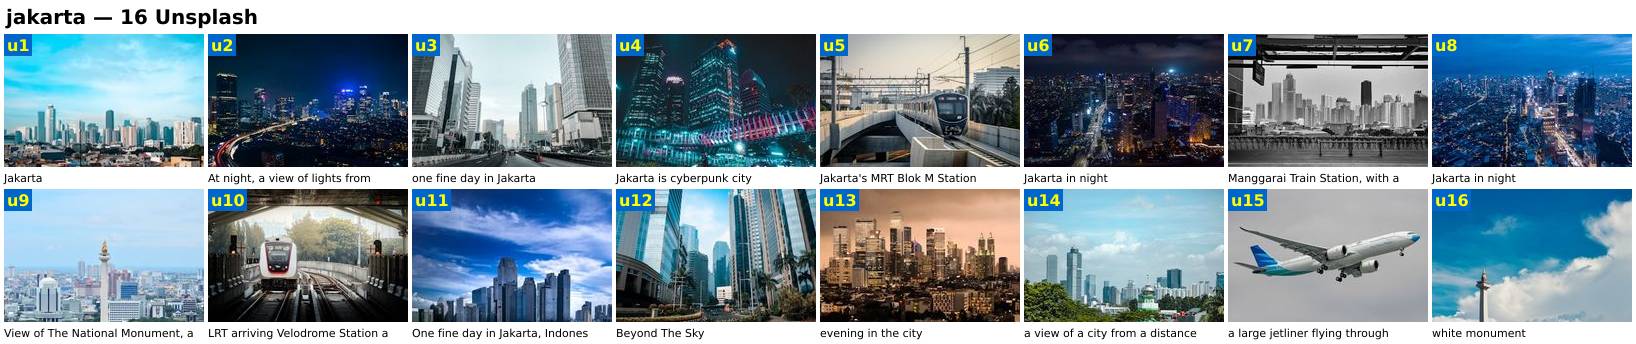 jakarta — 16 Unsplash
u1
u2
u3
u4
u5
u6
u7
u8
Jakarta
At night, a view of lights from
one fine day in Jakarta
Jakarta is cyberpunk city
Jakarta's MRT Blok M Station
Jakarta in night
Manggarai Train Station, with a
Jakarta in night
u9
u10
u11
u12
u13
u14
u15
u16
View of The National Monument, a
LRT arriving Velodrome Station a
One fine day in Jakarta, Indones
Beyond The Sky
evening in the city
a view of a city from a distance
a large jetliner flying through
white monument